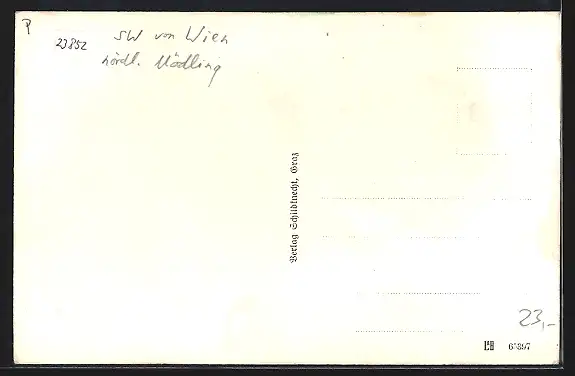 P
23852
SW von Wien
nördl. Mödling
Verlag Schildknecht, Graz
23,-